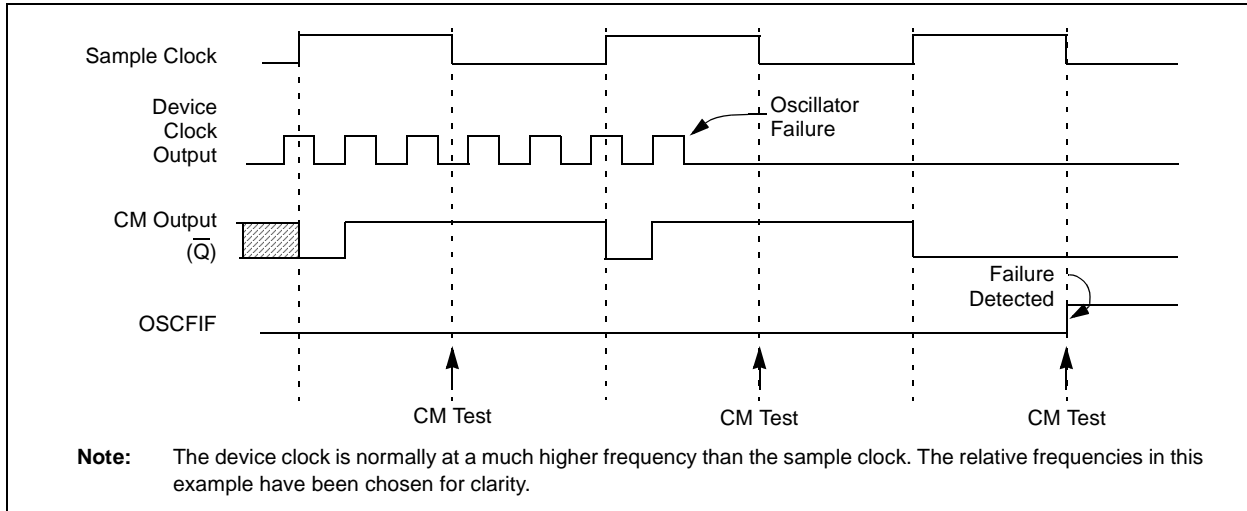 Sample Clock
Device
Clock
Output
Oscillator
Failure
CM Output
(Q̅)
Failure
Detected
OSCFIF
CM Test
CM Test
CM Test
Note: The device clock is normally at a much higher frequency than the sample clock. The relative frequencies in this
example have been chosen for clarity.